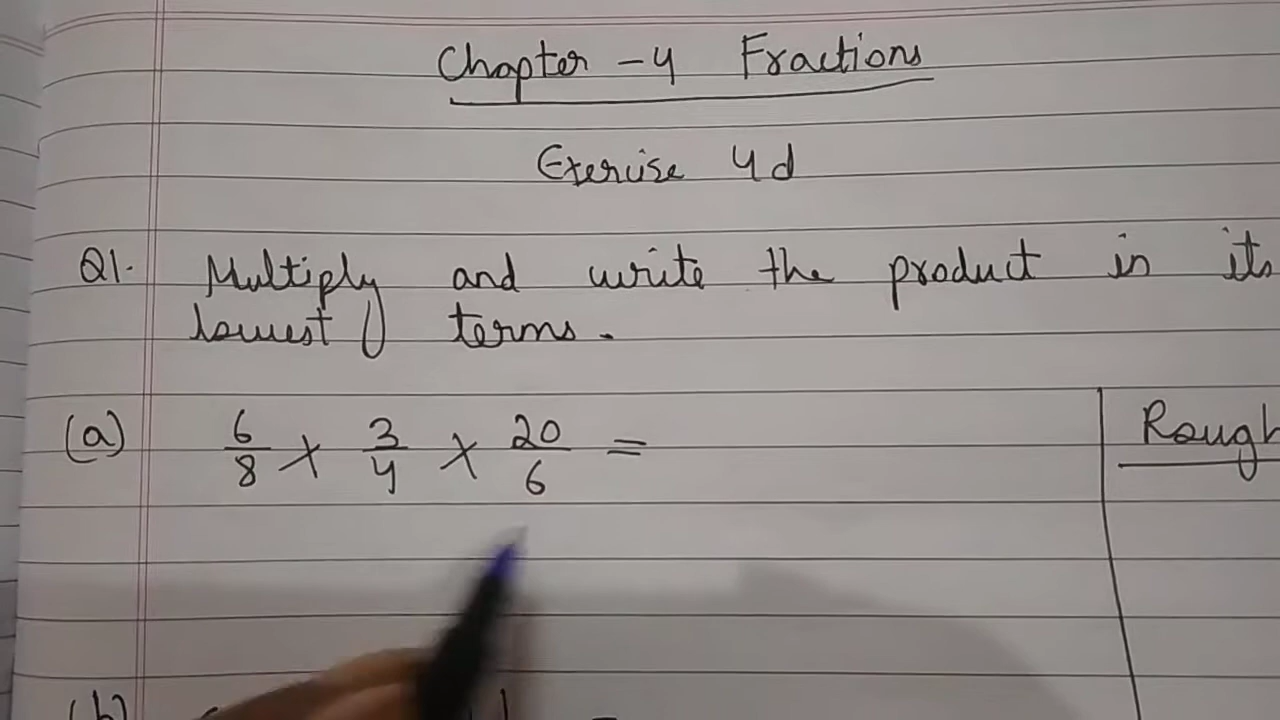 Chapter - 4 Fractions
Exercise 4d
Q1. Multiply and write the product in its
lowest terms.
(a) 6/8 × 3/4 × 20/6 =
Rough
(b)